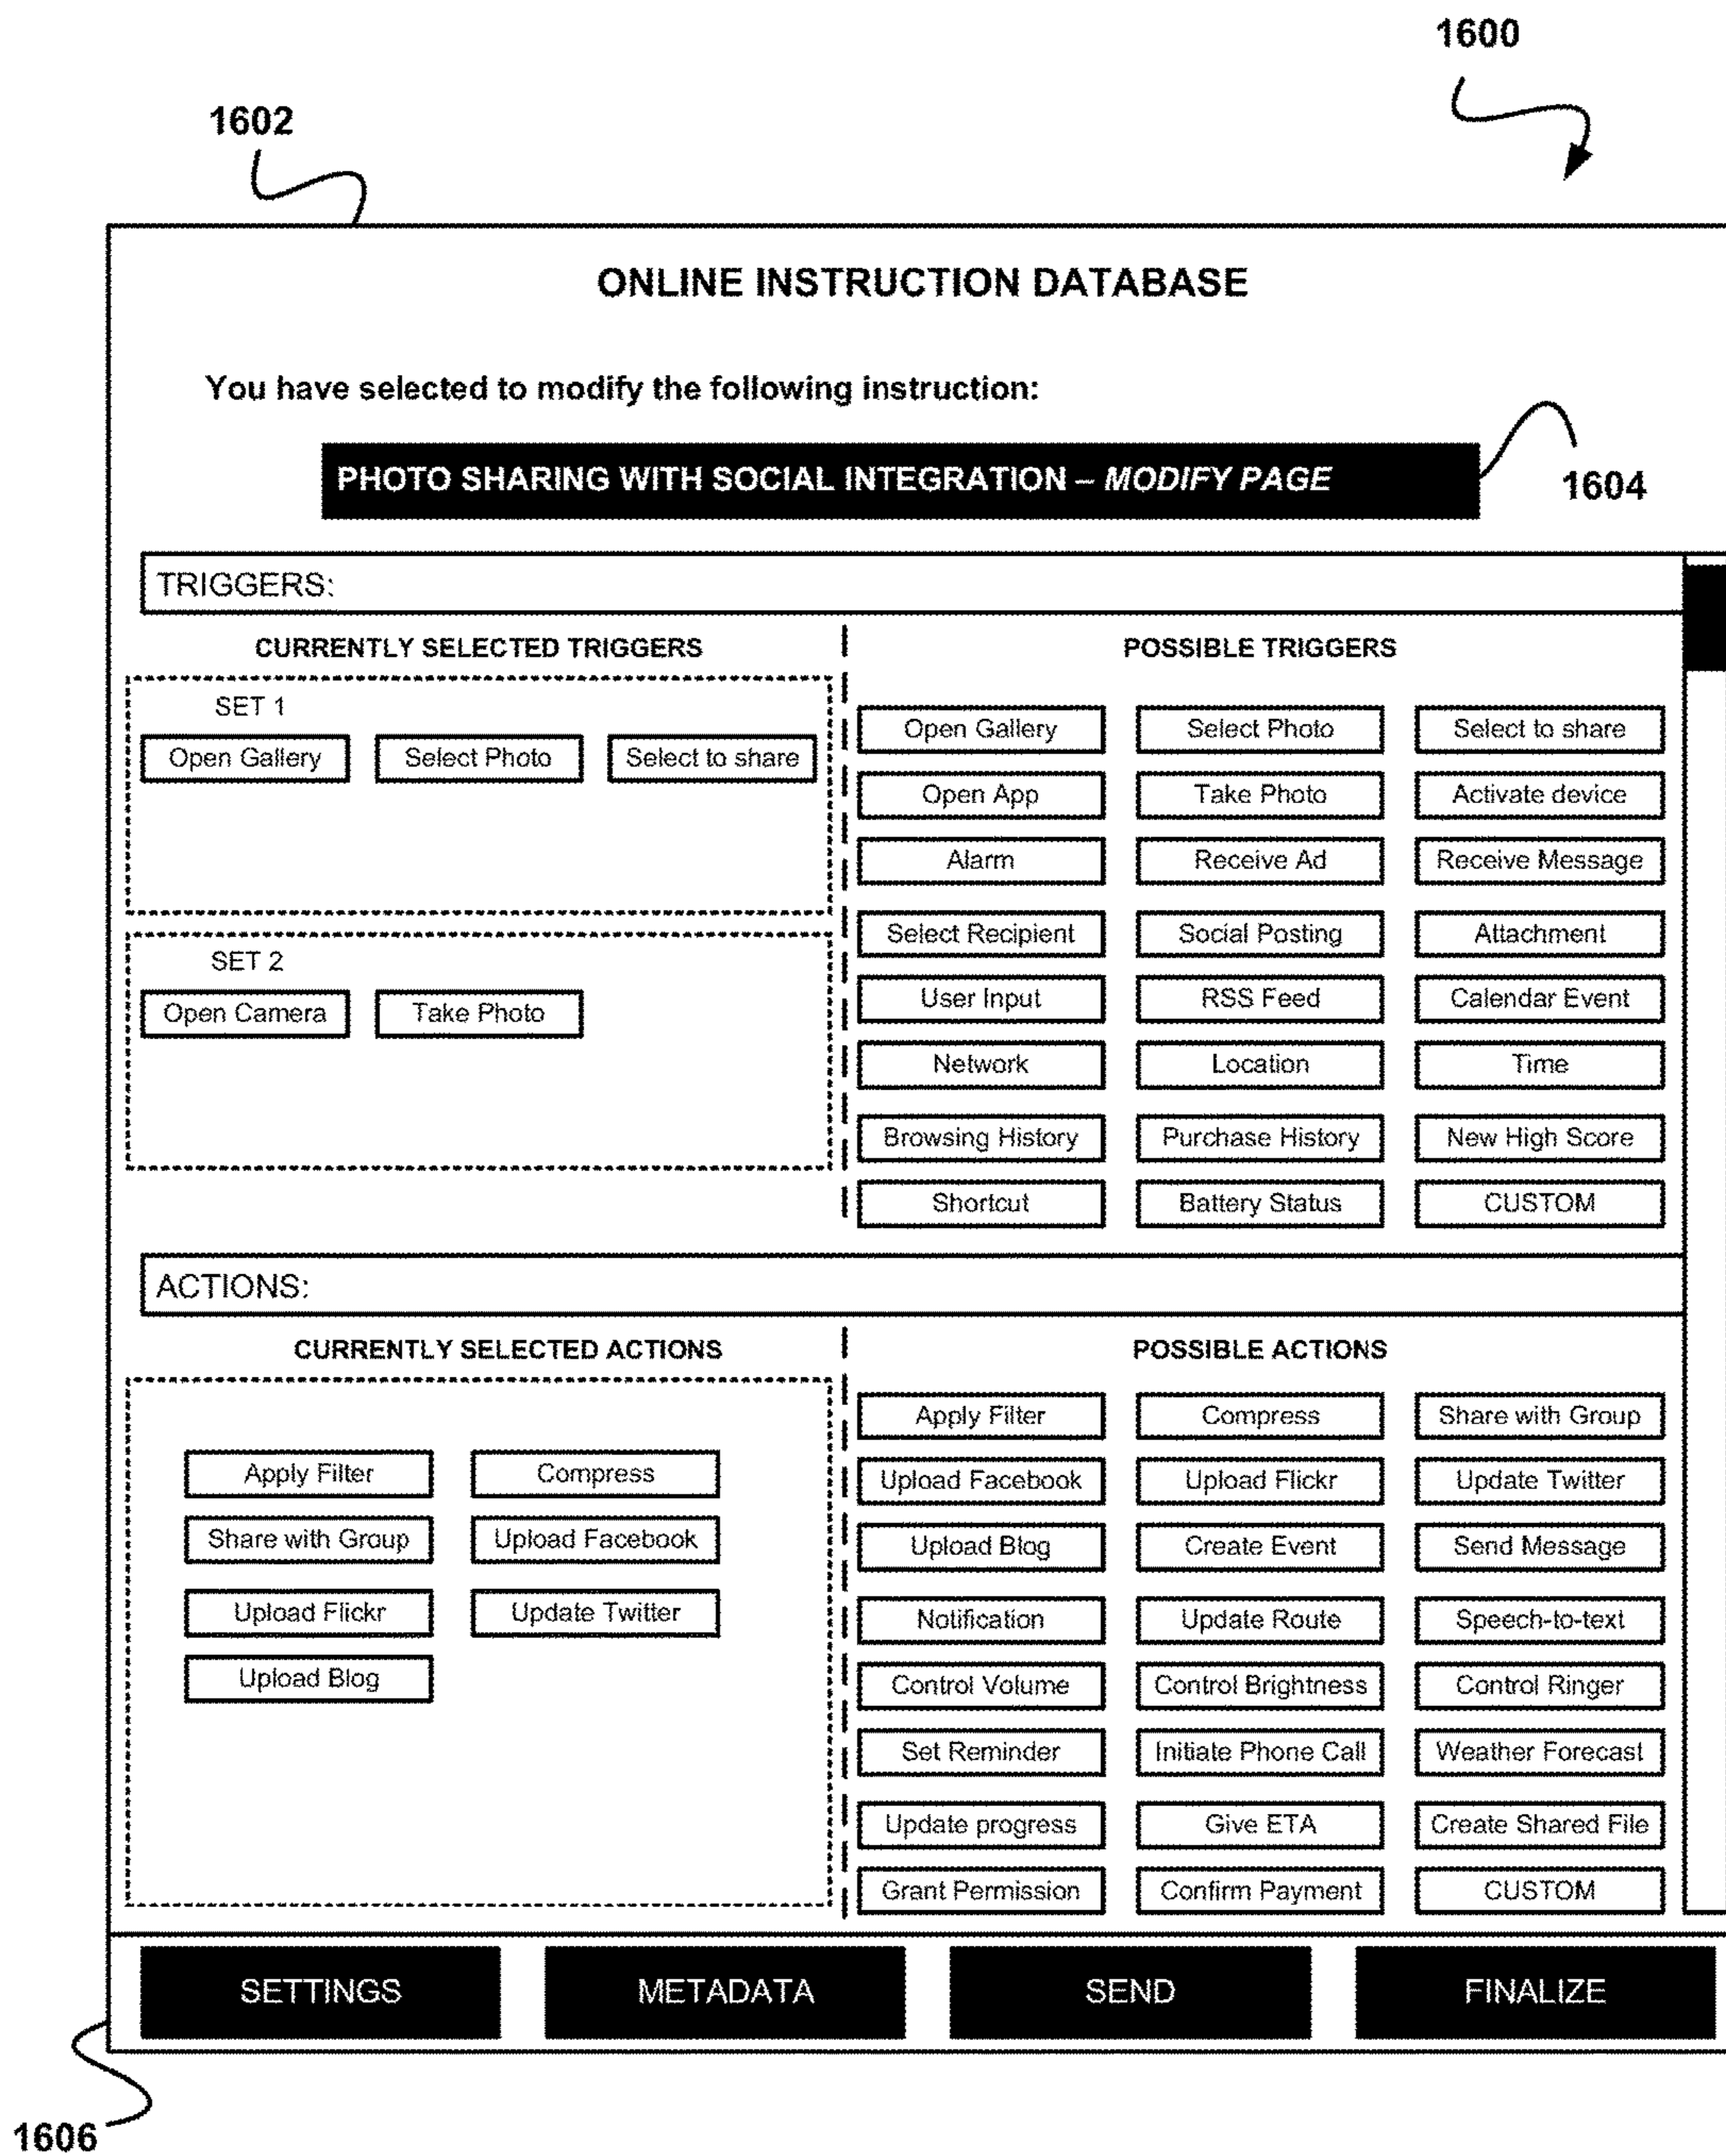 1600
1602
ONLINE INSTRUCTION DATABASE
You have selected to modify the following instruction:
PHOTO SHARING WITH SOCIAL INTEGRATION – MODIFY PAGE
1604
TRIGGERS:
CURRENTLY SELECTED TRIGGERS
SET 1
Open Gallery Select Photo Select to share
SET 2
Open Camera Take Photo
POSSIBLE TRIGGERS
Open Gallery Select Photo Select to share
Open App Take Photo Activate device
Alarm Receive Ad Receive Message
Select Recipient Social Posting Attachment
User Input RSS Feed Calendar Event
Network Location Time
Browsing History Purchase History New High Score
Shortcut Battery Status CUSTOM
ACTIONS:
CURRENTLY SELECTED ACTIONS
Apply Filter Compress
Share with Group Upload Facebook
Upload Flickr Update Twitter
Upload Blog
POSSIBLE ACTIONS
Apply Filter Compress Share with Group
Upload Facebook Upload Flickr Update Twitter
Upload Blog Create Event Send Message
Notification Update Route Speech-to-text
Control Volume Control Brightness Control Ringer
Set Reminder Initiate Phone Call Weather Forecast
Update progress Give ETA Create Shared File
Grant Permission Confirm Payment CUSTOM
SETTINGS METADATA SEND FINALIZE
1606